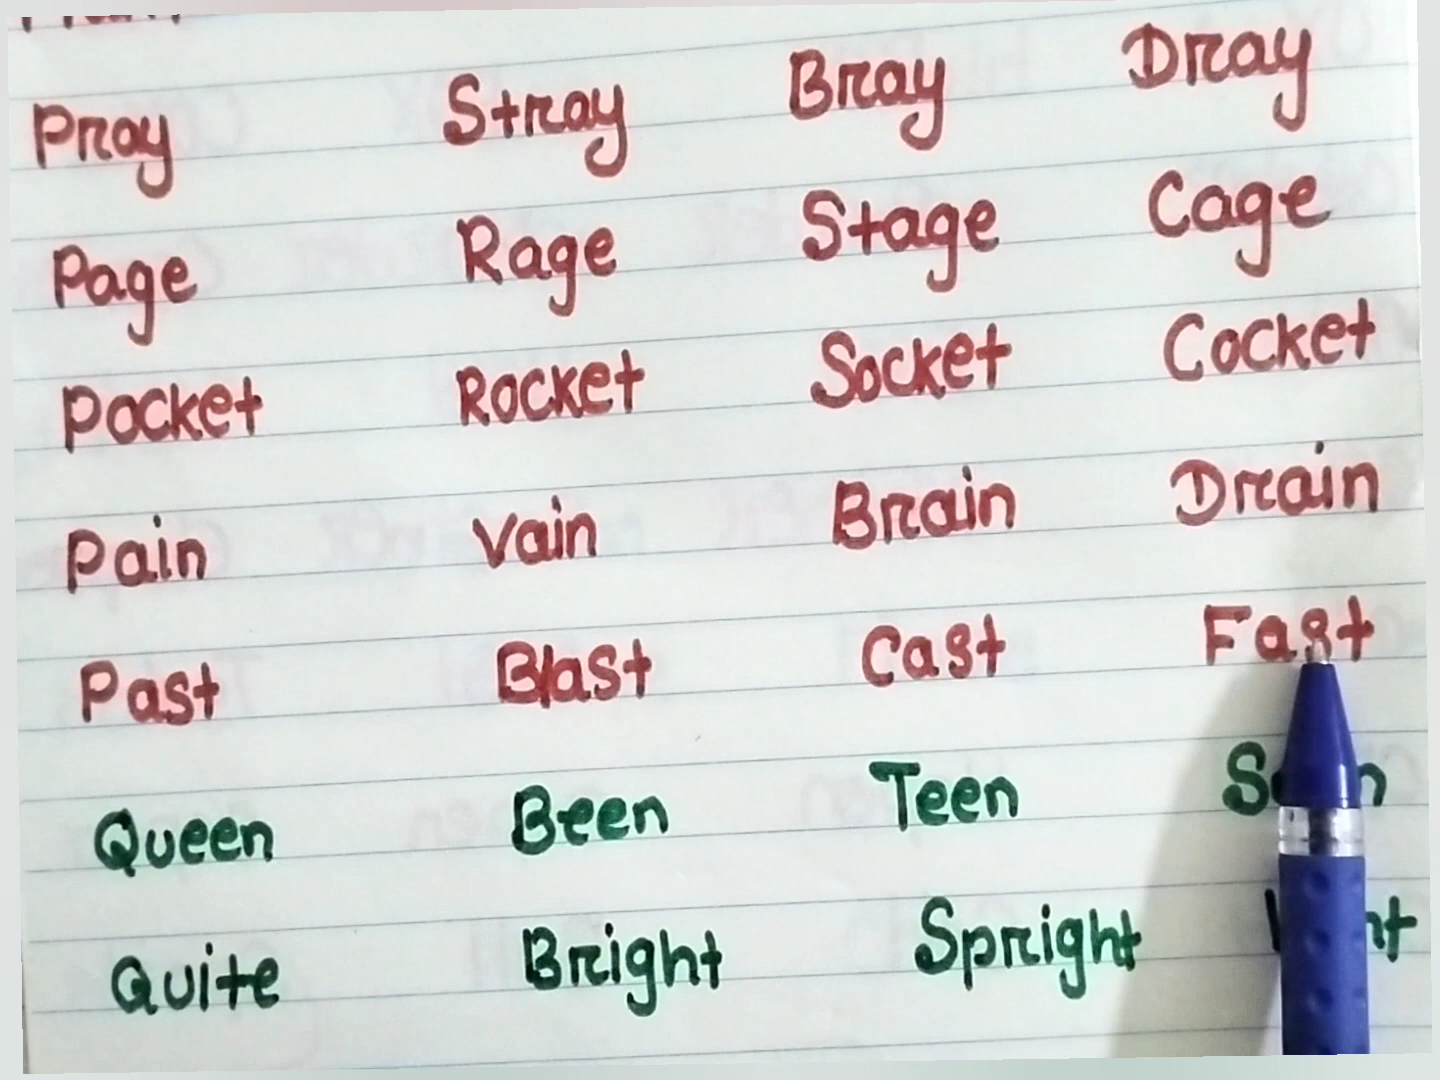 Pray Stray Bray Dray
Page Rage Stage Cage
Pocket Rocket Socket Cocket
Pain Vain Brain Drain
Past Blast Cast Fast
Queen Been Teen
Quite Bright Spright